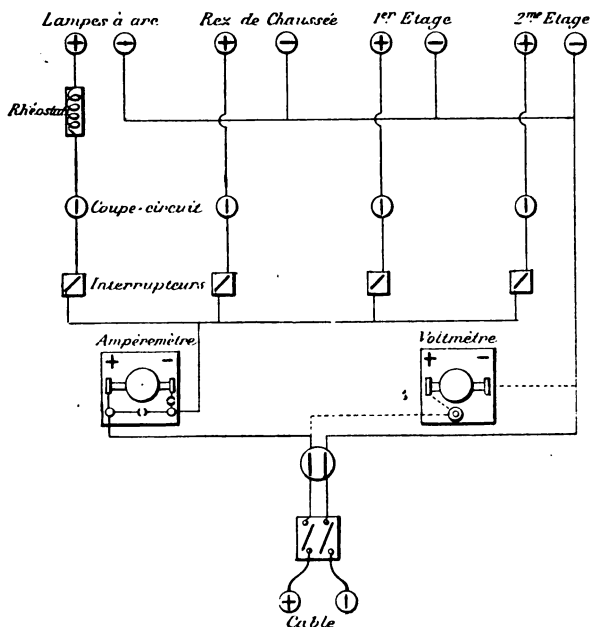 Lampes à arc + − Rez de Chaussée + − 1er Etage + − 2me Etage + −
Rhéostat
Coupe-circuit
Interrupteurs
Ampèremètre
+ −
Voltmètre
+ −
+ −
Cable